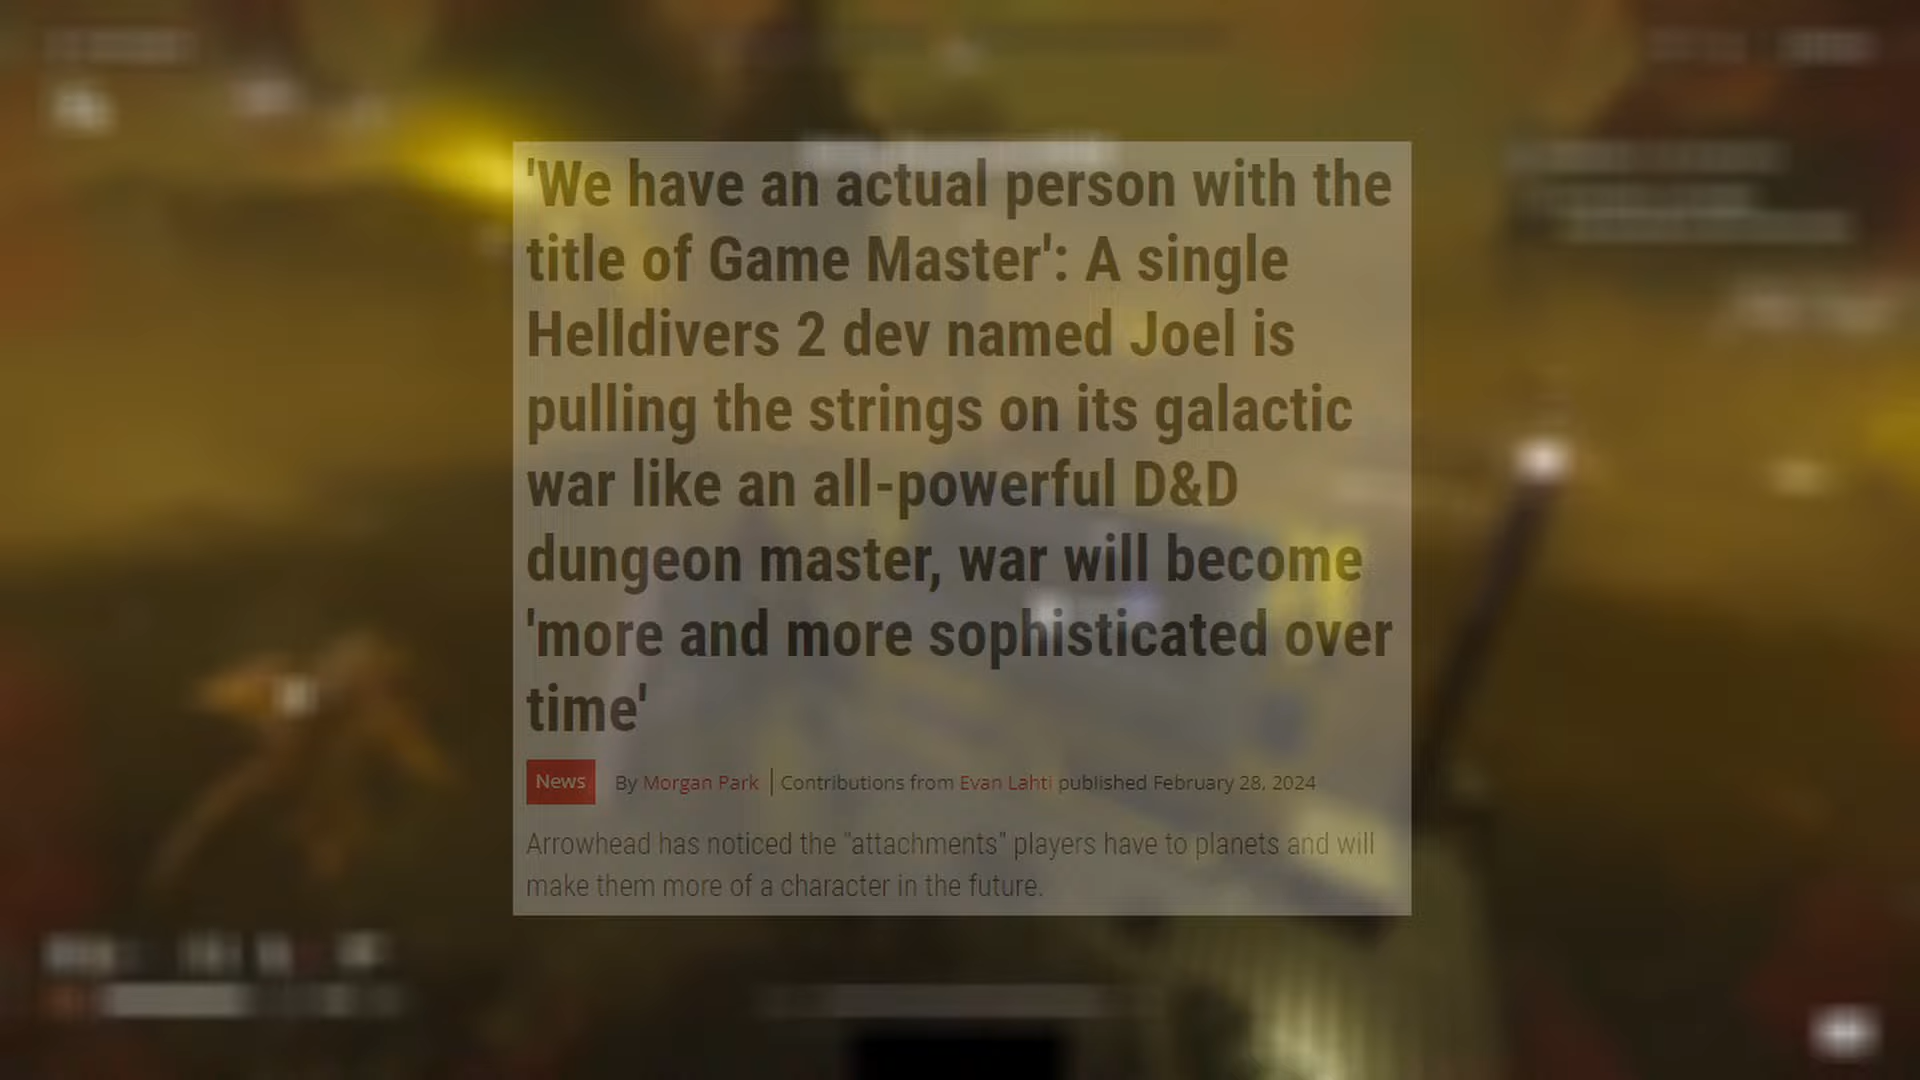 'We have an actual person with the
title of Game Master': A single
Helldivers 2 dev named Joel is
pulling the strings on its galactic
war like an all-powerful D&D
dungeon master, war will become
'more and more sophisticated over
time'
News By Morgan Park | Contributions from Evan Lahti published February 28, 2024
Arrowhead has noticed the "attachments" players have to planets and will
make them more of a character in the future.